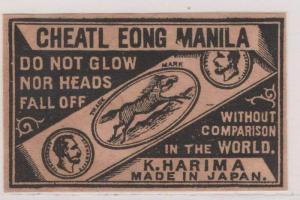 CHEATL EONG MANILA
DO NOT GLOW
NOR HEADS
FALL OFF
TRADE MARK
WITHOUT
COMPARISON
IN THE WORLD.
K. HARIMA
MADE IN JAPAN.